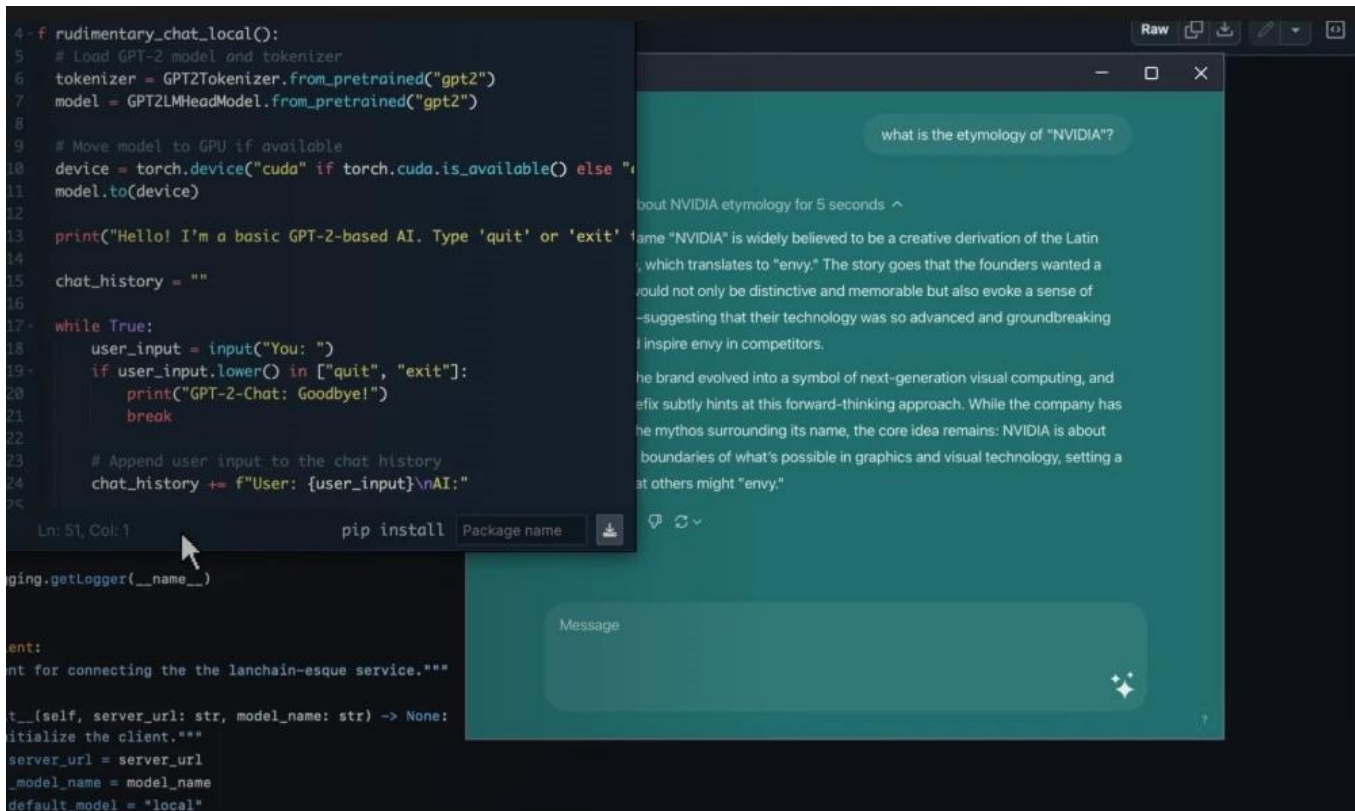 4 f rudimentary_chat_local():
5 # Load GPT-2 model and tokenizer
6 tokenizer = GPT2Tokenizer.from_pretrained("gpt2")
7 model = GPT2LMHeadModel.from_pretrained("gpt2")
8
9 # Move model to GPU if available
10 device = torch.device("cuda" if torch.cuda.is_available() else "
11 model.to(device)
12
13 print("Hello! I'm a basic GPT-2-based AI. Type 'quit' or 'exit'
14
15 chat_history = ""
16
17 while True:
18 user_input = input("You: ")
19 if user_input.lower() in ["quit", "exit"]:
20 print("GPT-2-Chat: Goodbye!")
21 break
22
23 # Append user input to the chat history
24 chat_history += f"User: {user_input}\nAI:"
25
Ln: 51, Col: 1 pip install Package name
ging.getLogger(__name__)
ent:
nt for connecting the the lanchain-esque service."""
t__(self, server_url: str, model_name: str) -> None:
itialize the client."""
server_url = server_url
_model_name = model_name
default_model = "local"
Raw
what is the etymology of "NVIDIA"?
bout NVIDIA etymology for 5 seconds
ame "NVIDIA" is widely believed to be a creative derivation of the Latin
, which translates to "envy." The story goes that the founders wanted a
ould not only be distinctive and memorable but also evoke a sense of
—suggesting that their technology was so advanced and groundbreaking
inspire envy in competitors.
he brand evolved into a symbol of next-generation visual computing, and
efix subtly hints at this forward-thinking approach. While the company has
he mythos surrounding its name, the core idea remains: NVIDIA is about
boundaries of what's possible in graphics and visual technology, setting a
at others might "envy."
Message
?